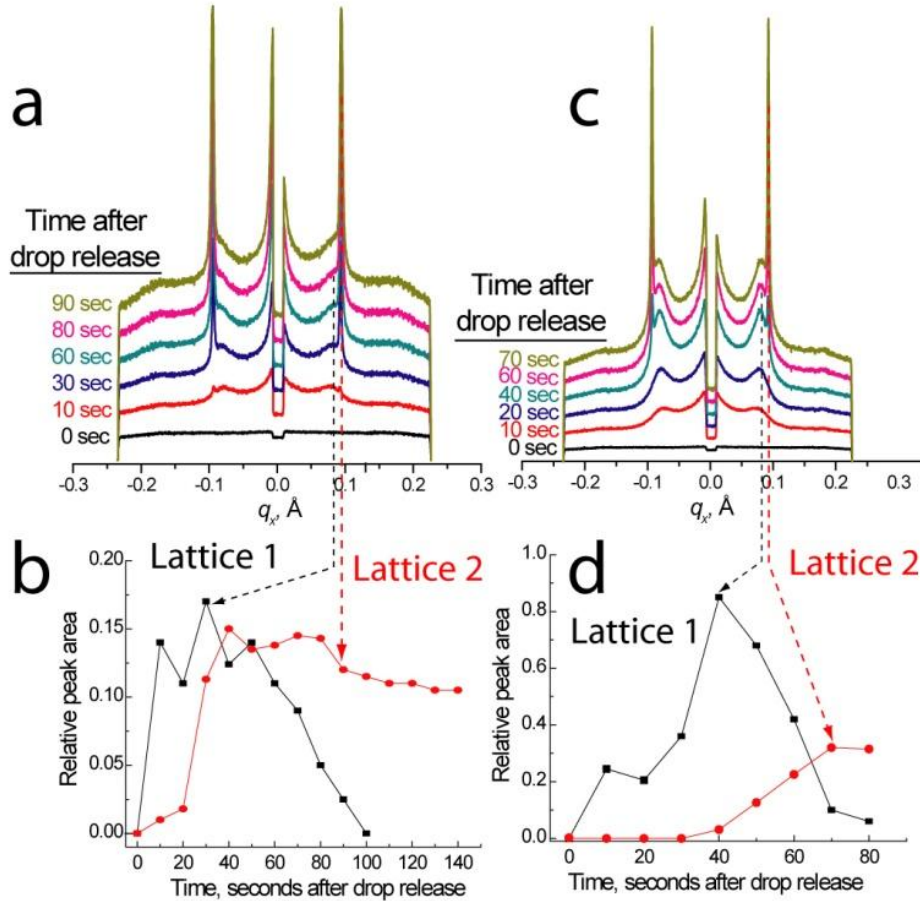 a
Time after
drop release
90 sec
80 sec
60 sec
30 sec
10 sec
0 sec
-0.3 -0.2 -0.1 0.0 0.1 0.2 0.3
qx, Å
c
Time after
drop release
70 sec
60 sec
40 sec
20 sec
10 sec
0 sec
-0.3 -0.2 -0.1 0.0 0.1 0.2 0.3
qx, Å
b
Lattice 1
Lattice 2
Relative peak area
0.20
0.15
0.10
0.05
0.00
0 20 40 60 80 100 120 140
Time, seconds after drop release
d
Lattice 1
Lattice 2
Relative peak area
1.0
0.8
0.6
0.4
0.2
0.0
0 20 40 60 80
Time, seconds after drop release